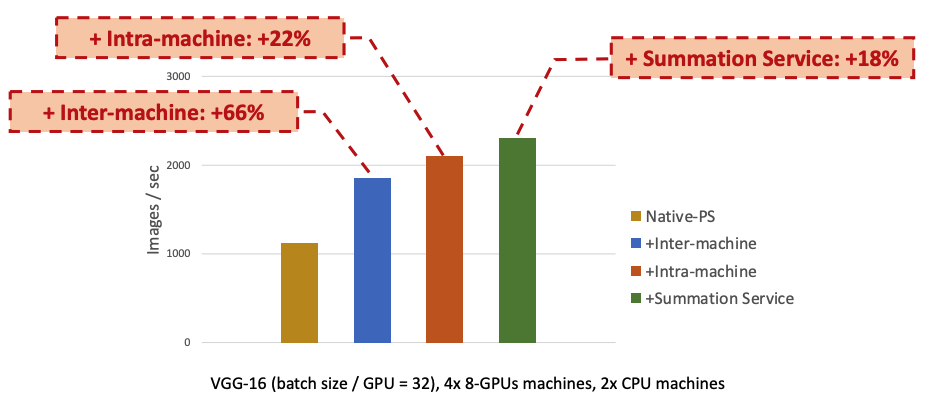 + Intra-machine: +22%
+ Summation Service: +18%
+ Inter-machine: +66%
3000
2000
1000
0
Images / sec
Native-PS
+Inter-machine
+Intra-machine
+Summation Service
VGG-16 (batch size / GPU = 32), 4x 8-GPUs machines, 2x CPU machines